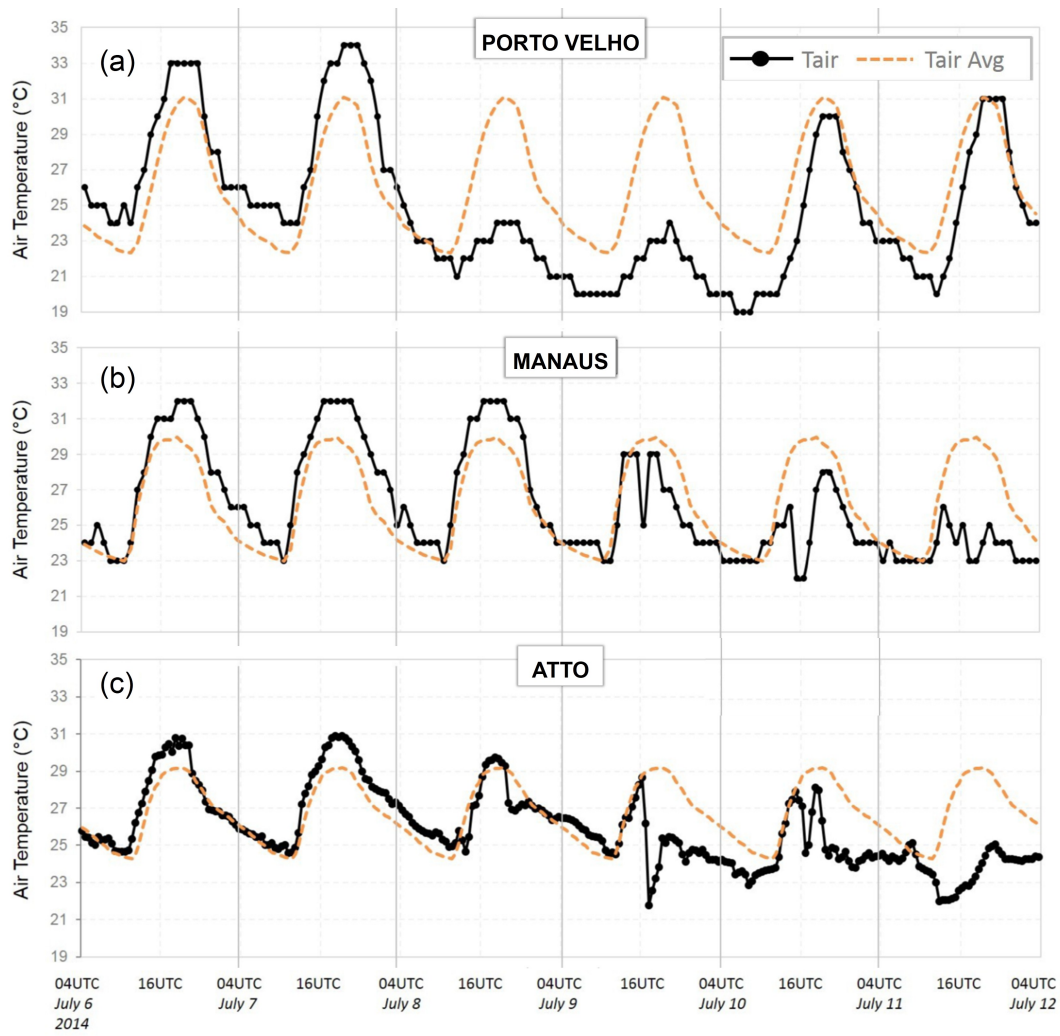 PORTO VELHO
(a)
Tair
Tair Avg
Air Temperature (°C)
35
33
31
29
27
25
23
21
19
MANAUS
(b)
35
33
31
29
27
25
23
21
19
ATTO
(c)
Air Temperature (°C)
35
33
31
29
27
25
23
21
19
04UTC 16UTC 04UTC 16UTC 04UTC 16UTC 04UTC 16UTC 04UTC 16UTC 04UTC 16UTC 04UTC
July 6 July 7 July 8 July 9 July 10 July 11 July 12
2014